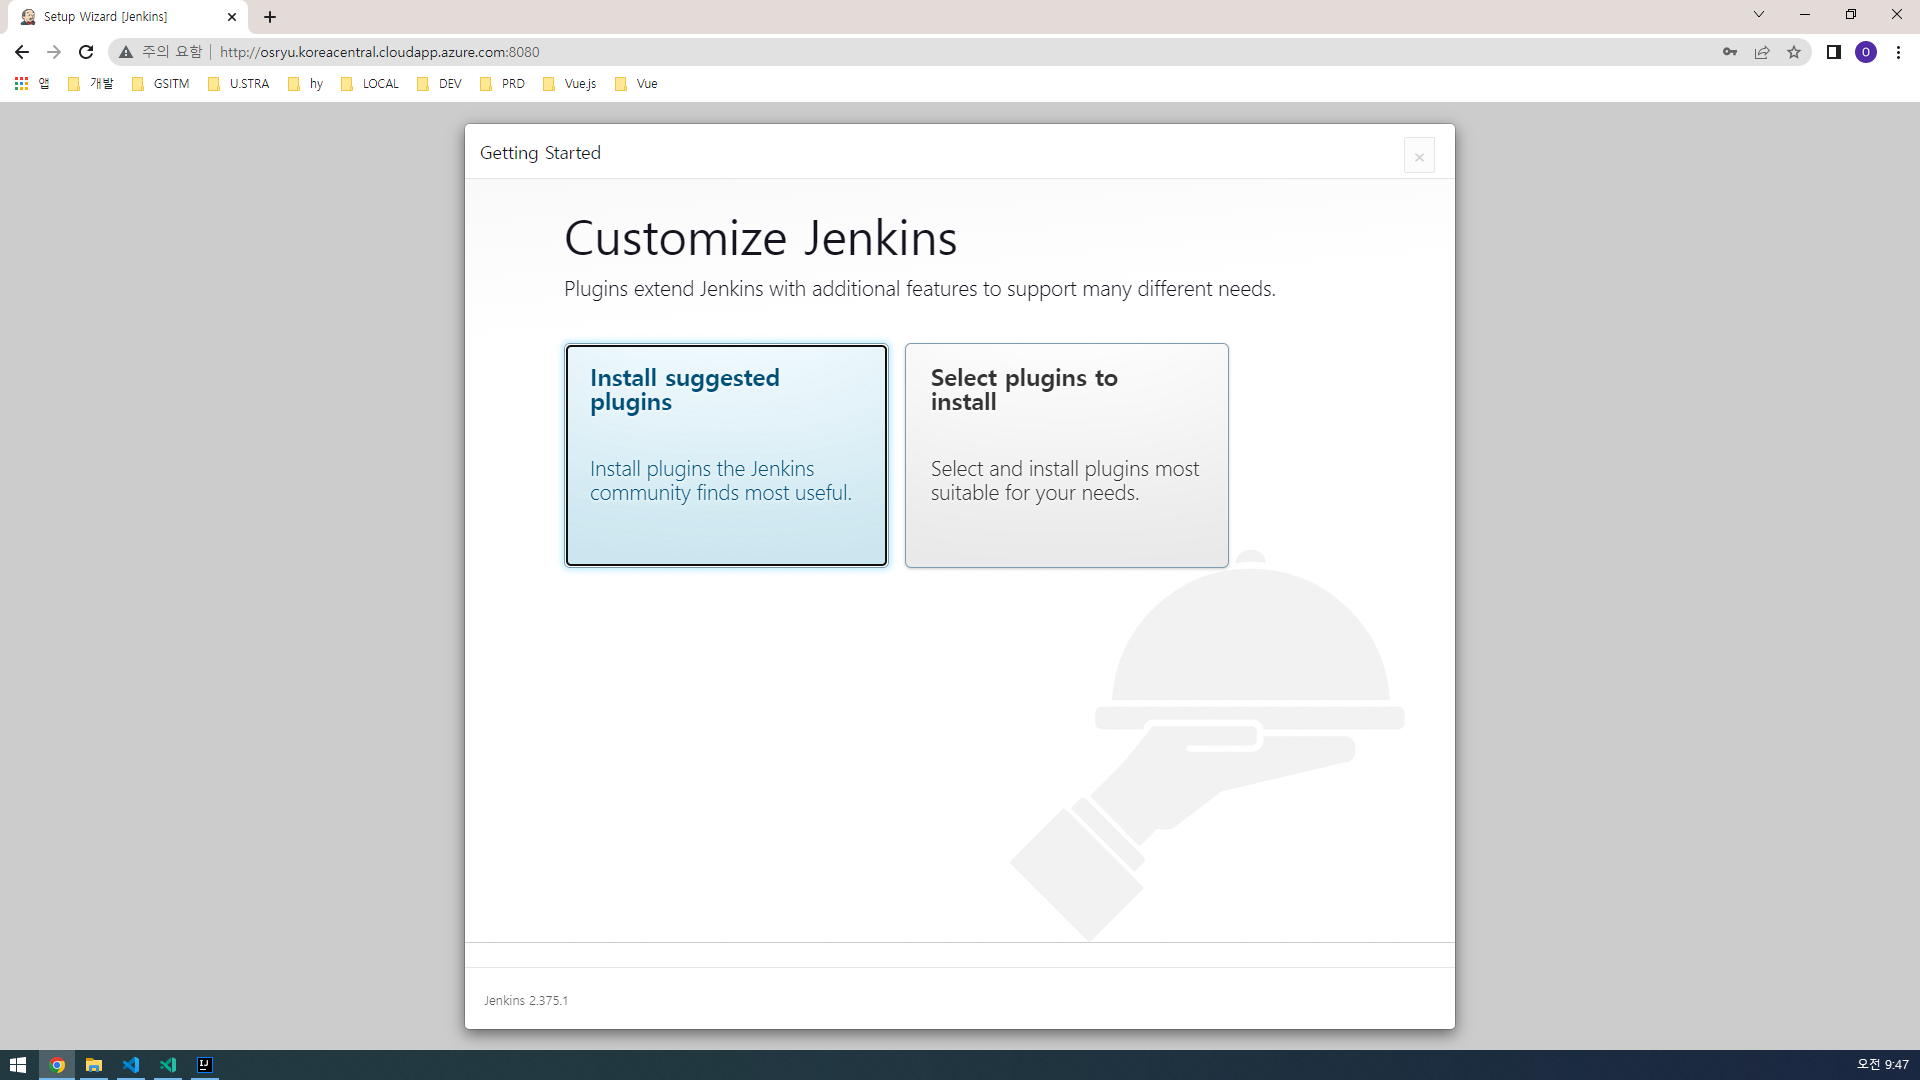 Setup Wizard [Jenkins]
주의 요함
http://osryu.koreacentral.cloudapp.azure.com:8080
O
앱
개발
GSITM
U.STRA
hy
LOCAL
DEV
PRD
Vue.js
Vue
Getting Started
Customize Jenkins
Plugins extend Jenkins with additional features to support many different needs.
Install suggested
plugins
Install plugins the Jenkins
community finds most useful.
Select plugins to
install
Select and install plugins most
suitable for your needs.
Jenkins 2.375.1
IJ
오전 9:47